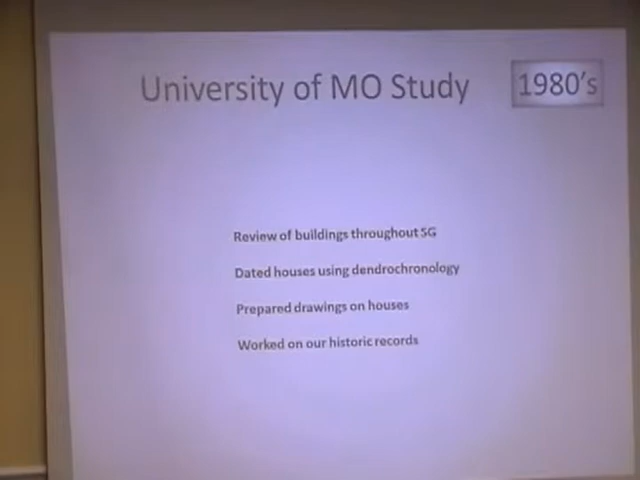 University of MO Study
1980's
Review of buildings throughout SG
Dated houses using dendrochronology
Prepared drawings on houses
Worked on our historic records